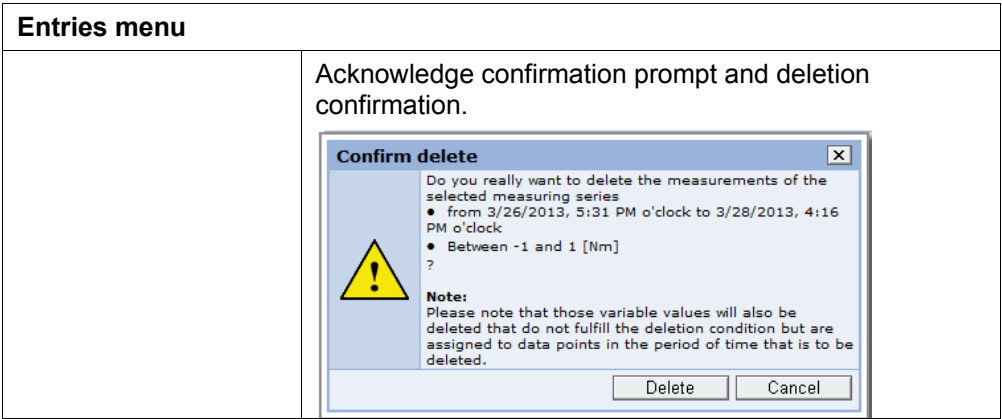 Entries menu
Acknowledge confirmation prompt and deletion
confirmation.
Confirm delete
Do you really want to delete the measurements of the
selected measuring series
• from 3/26/2013, 5:31 PM o'clock to 3/28/2013, 4:16
PM o'clock
• Between -1 and 1 [Nm]
?
Note:
Please note that those variable values will also be
deleted that do not fulfill the deletion condition but are
assigned to data points in the period of time that is to be
deleted.
Delete Cancel